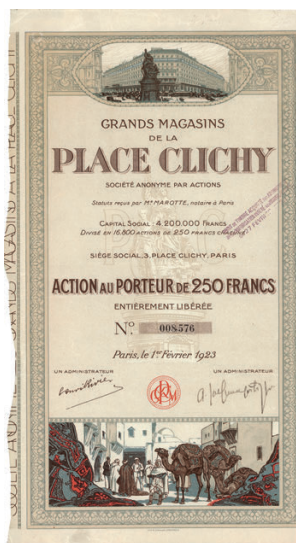 GRANDS MAGASINS
DE LA
PLACE CLICHY
SOCIÉTÉ ANONYME PAR ACTIONS
Statuts reçus par Me MAROTTE, notaire à Paris
CAPITAL SOCIAL : 4.200.000 FRANCS
DIVISÉ EN 16.800 ACTIONS DE 250 FRANCS CHACUNE
SIÈGE SOCIAL, 3, PLACE CLICHY, PARIS
ACTION AU PORTEUR DE 250 FRANCS
ENTIÈREMENT LIBÉRÉE
No. 008576
Paris, le 1er Février 1923
UN ADMINISTRATEUR
UN ADMINISTRATEUR